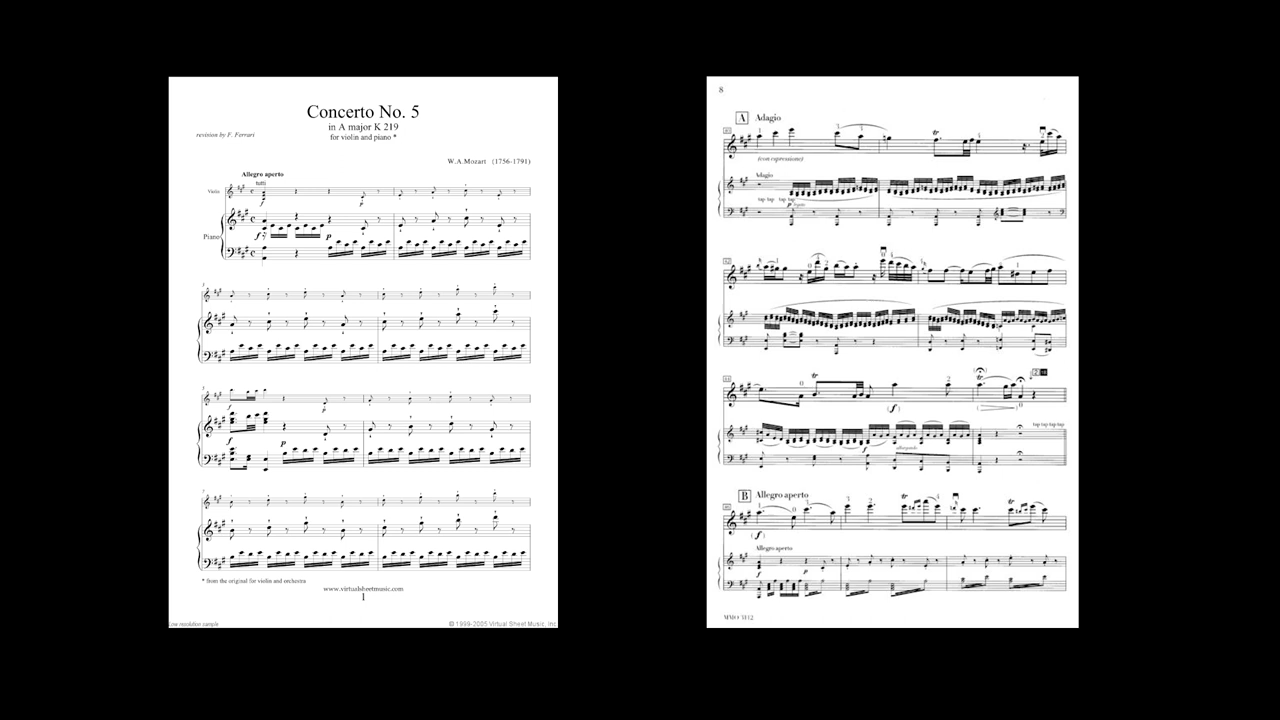 Concerto No. 5
in A major K 219
for violin and piano *
revision by F. Ferrari
W.A.Mozart (1756-1791)
Allegro aperto
tutti
Violin
f
p
Piano
f
p
f
p
f
p
* from the original for violin and orchestra
www.virtualsheetmusic.com
1
Low resolution sample
© 1999-2005 Virtual Sheet Music, Inc
8
A Adagio
(con espressione)
Adagio
tap tap tap tap
p legato
tr
tr
(f)
tap tap tap tap
f
allargando
B Allegro aperto
(f)
tr
tr
Allegro aperto
f
p